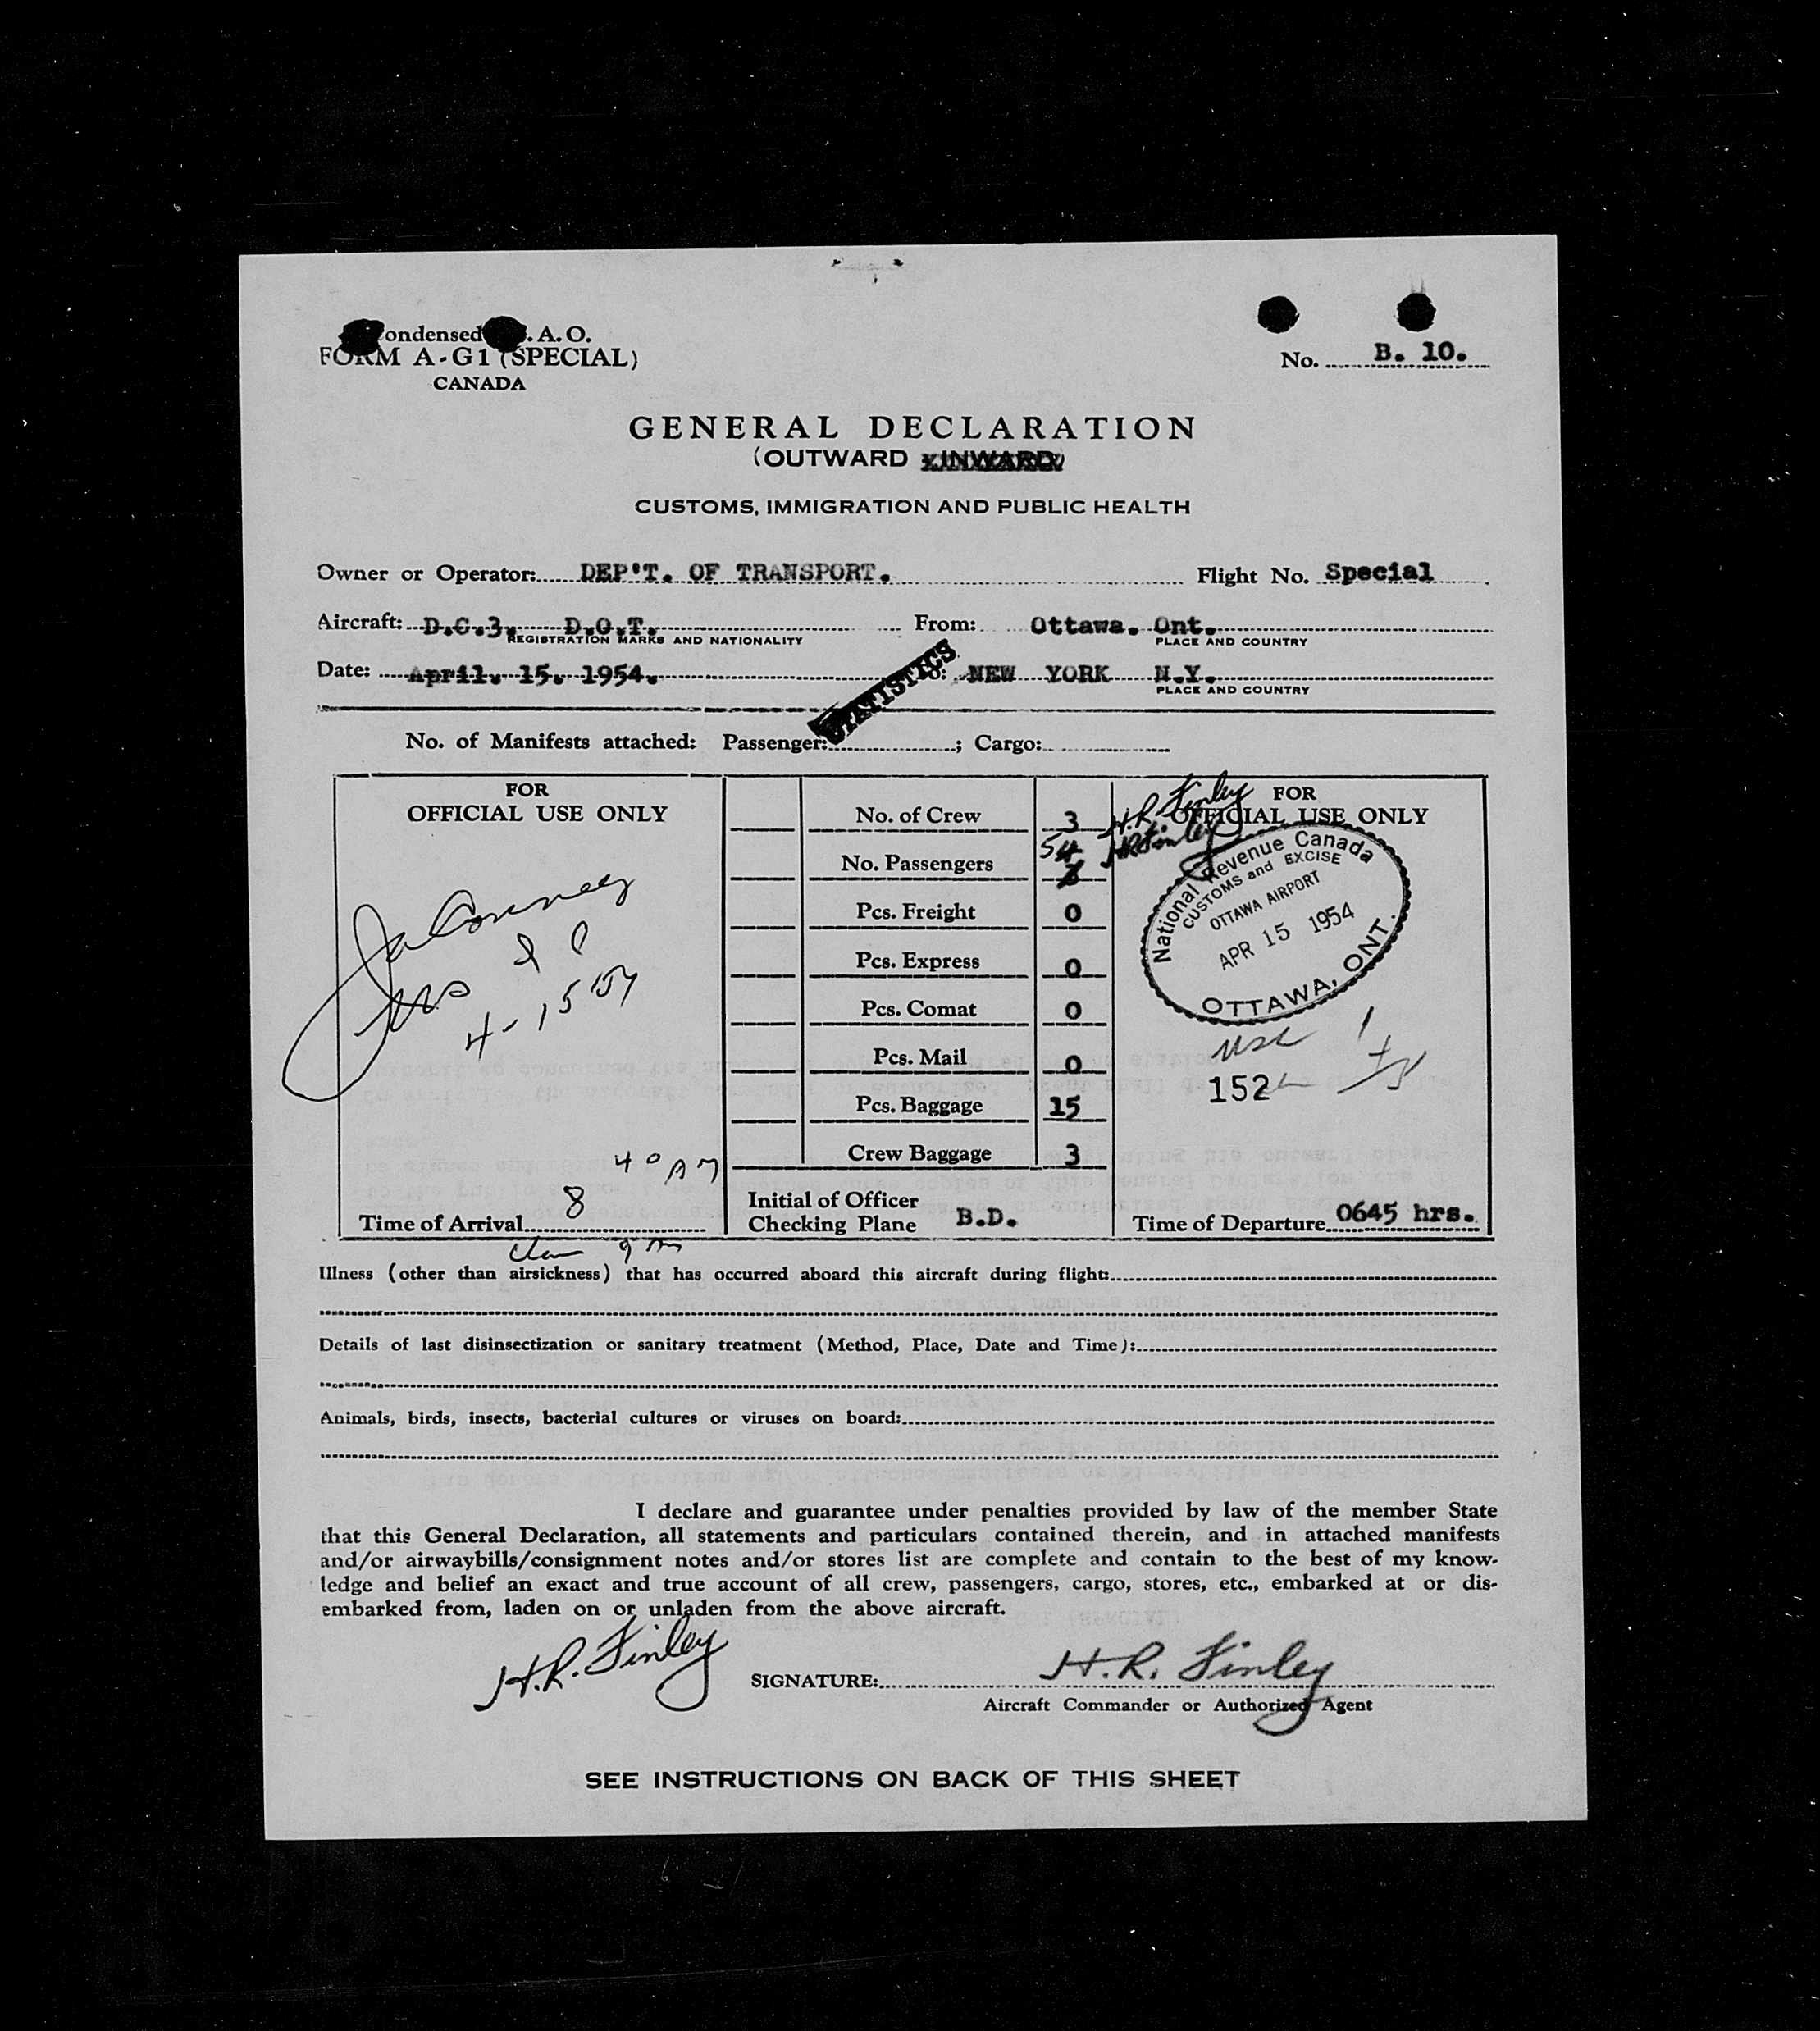 ondensed . A. O.
FORM A-G1 (SPECIAL)
CANADA
No. B. 10.
GENERAL DECLARATION
(OUTWARD INWARD)
CUSTOMS, IMMIGRATION AND PUBLIC HEALTH
Owner or Operator: DEP'T. OF TRANSPORT. Flight No. Special
Aircraft: D.C.3. D.O.T. From: Ottawa. Ont.
REGISTRATION MARKS AND NATIONALITY PLACE AND COUNTRY
Date: April. 15. 1954. To: NEW YORK N.Y.
PLACE AND COUNTRY
STATISTICS
No. of Manifests attached: Passenger: ; Cargo:
FOR
OFFICIAL USE ONLY
4-15-54
40 AM
Time of Arrival 8
9 AM
No. of Crew 3 H.R. Finley
No. Passengers 5 4 H.R. Finley
Pcs. Freight 0
Pcs. Express 0
Pcs. Comat 0
Pcs. Mail 0
Pcs. Baggage 15
Crew Baggage 3
Initial of Officer
Checking Plane B.D.
FOR
OFFICIAL USE ONLY
National Revenue Canada
CUSTOMS and EXCISE
OTTAWA AIRPORT
APR 15 1954
OTTAWA, ONT.
152
Time of Departure 0645 hrs.
Illness (other than airsickness) that has occurred aboard this aircraft during flight:
Details of last disinsectization or sanitary treatment (Method, Place, Date and Time):
Animals, birds, insects, bacterial cultures or viruses on board:
I declare and guarantee under penalties provided by law of the member State
that this General Declaration, all statements and particulars contained therein, and in attached manifests
and/or airwaybills/consignment notes and/or stores list are complete and contain to the best of my know-
ledge and belief an exact and true account of all crew, passengers, cargo, stores, etc., embarked at or dis-
embarked from, laden on or unladen from the above aircraft.
H.R. Finley SIGNATURE: H.R. Finley
Aircraft Commander or Authorized Agent
SEE INSTRUCTIONS ON BACK OF THIS SHEET